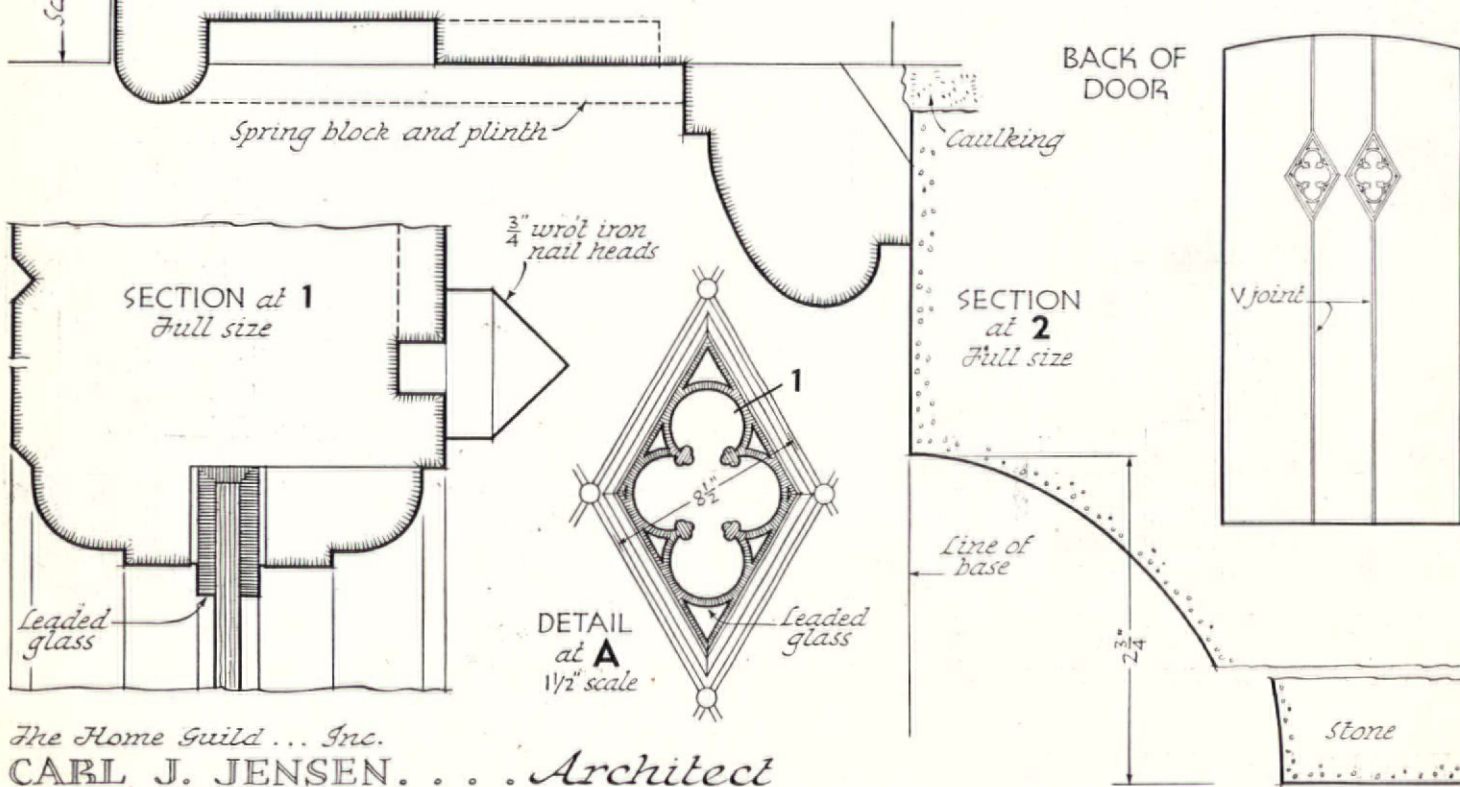 BACK OF
DOOR
Spring block and plinth
Caulking
3/4" wro't iron
nail heads
SECTION at 1
Full size
SECTION
at 2
Full size
V joint
1
8 1/2"
Line of
base
Leaded
glass
DETAIL
at A
1 1/2" scale
Leaded
glass
2 3/4"
Stone
The Home Guild ... Inc.
CARL J. JENSEN. . . . Architect